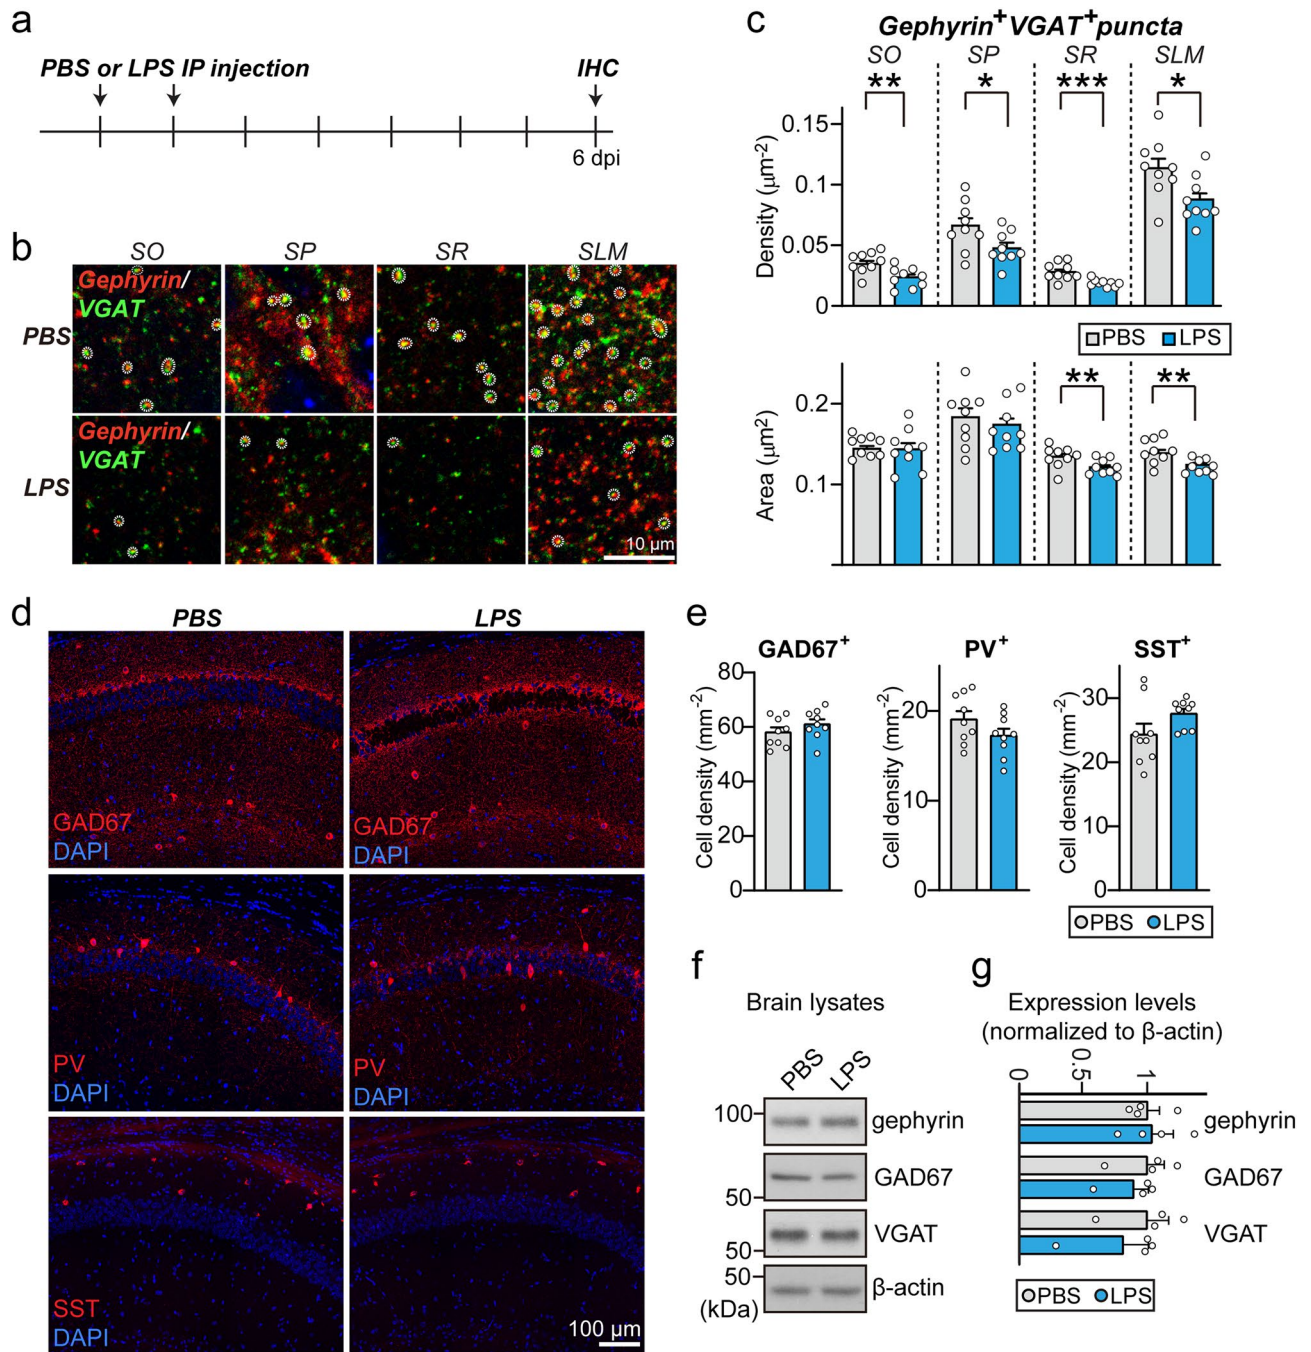 a
PBS or LPS IP injection
IHC
6 dpi
b
SO SP SR SLM
Gephyrin/
VGAT
PBS
Gephyrin/
VGAT
LPS
10 μm
c
Gephyrin+VGAT+puncta
SO SP SR SLM
** * *** *
Density (μm-2)
0.15
0.1
0.05
0
PBS LPS
** **
Area (μm2)
0.2
0.1
d
PBS LPS
GAD67
DAPI
GAD67
DAPI
PV
DAPI
PV
DAPI
SST
DAPI
100 μm
e
GAD67+
Cell density (mm-2)
80
60
40
20
0
PV+
Cell density (mm-2)
20
10
0
SST+
Cell density (mm-2)
30
20
10
0
PBS LPS
f
Brain lysates
PBS LPS
100
gephyrin
50
GAD67
50
VGAT
50
(kDa)
β-actin
g
Expression levels
(normalized to β-actin)
0 0.5 1
gephyrin
GAD67
VGAT
PBS LPS